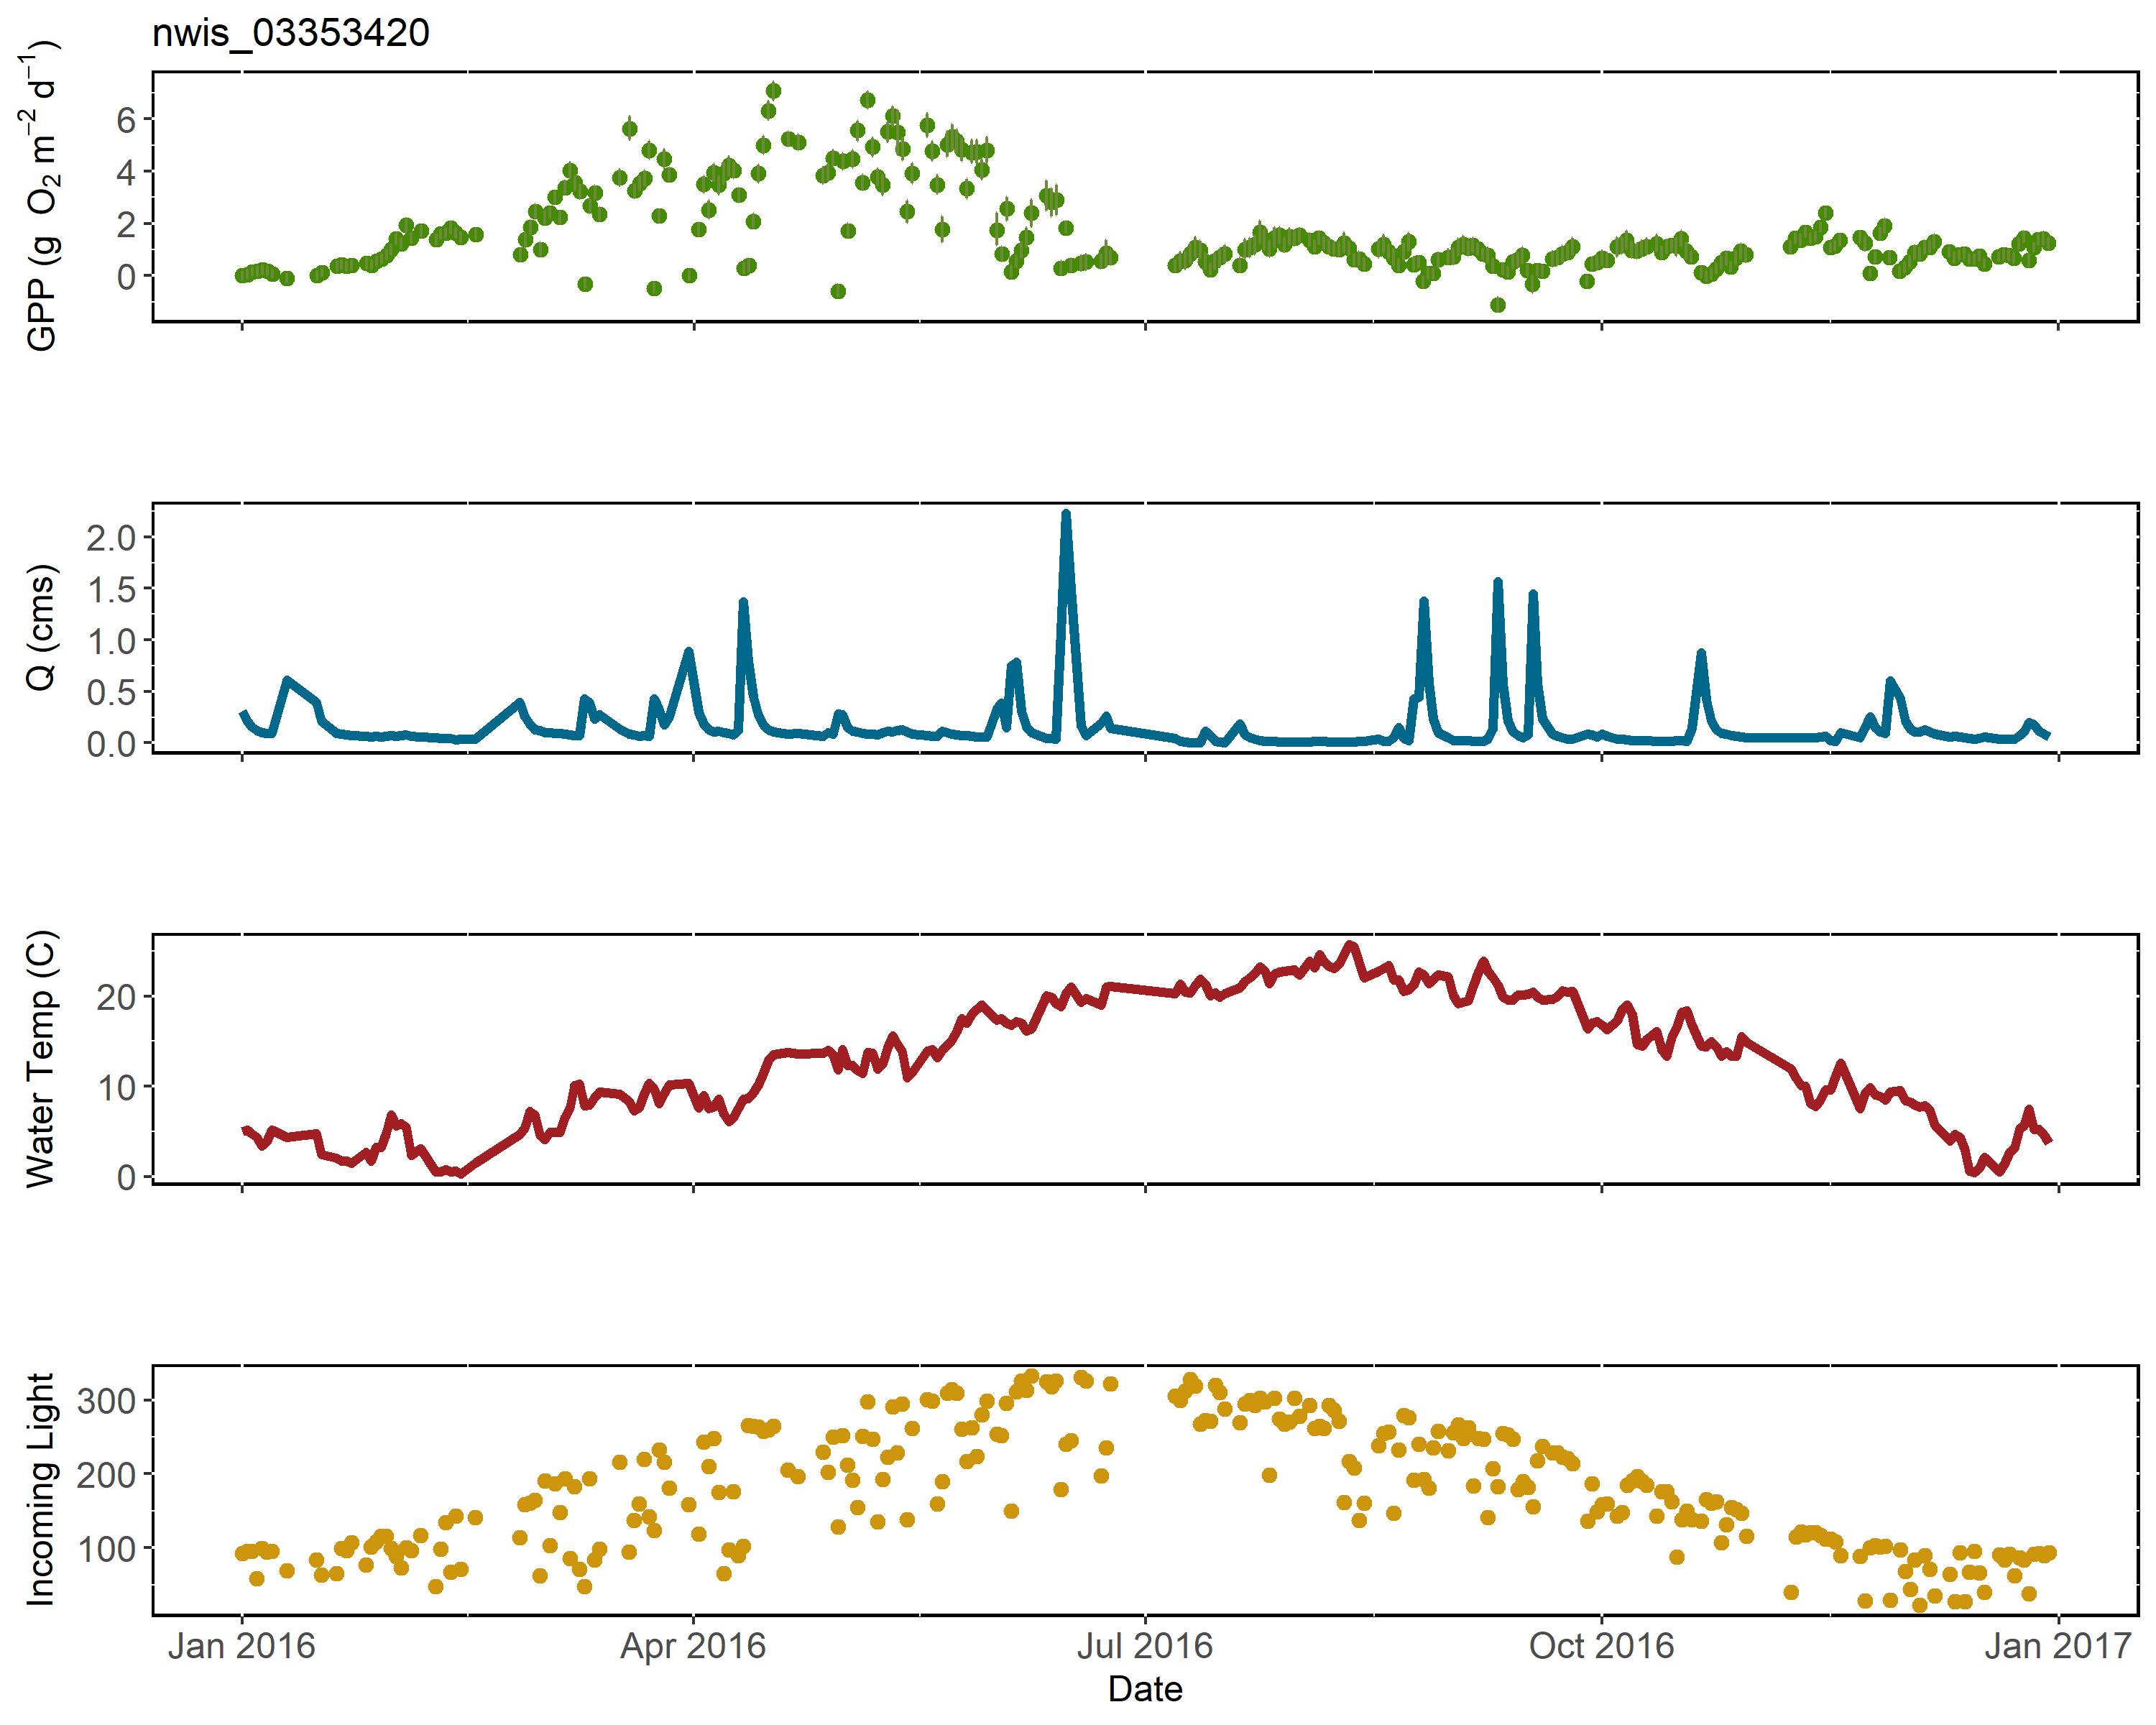 nwis_03353420
GPP (g O₂ m⁻² d⁻¹)
6
4
2
0
Q (cms)
2.0
1.5
1.0
0.5
0.0
Water Temp (C)
20
10
0
Incoming Light
300
200
100
Jan 2016 Apr 2016 Jul 2016 Oct 2016 Jan 2017
Date